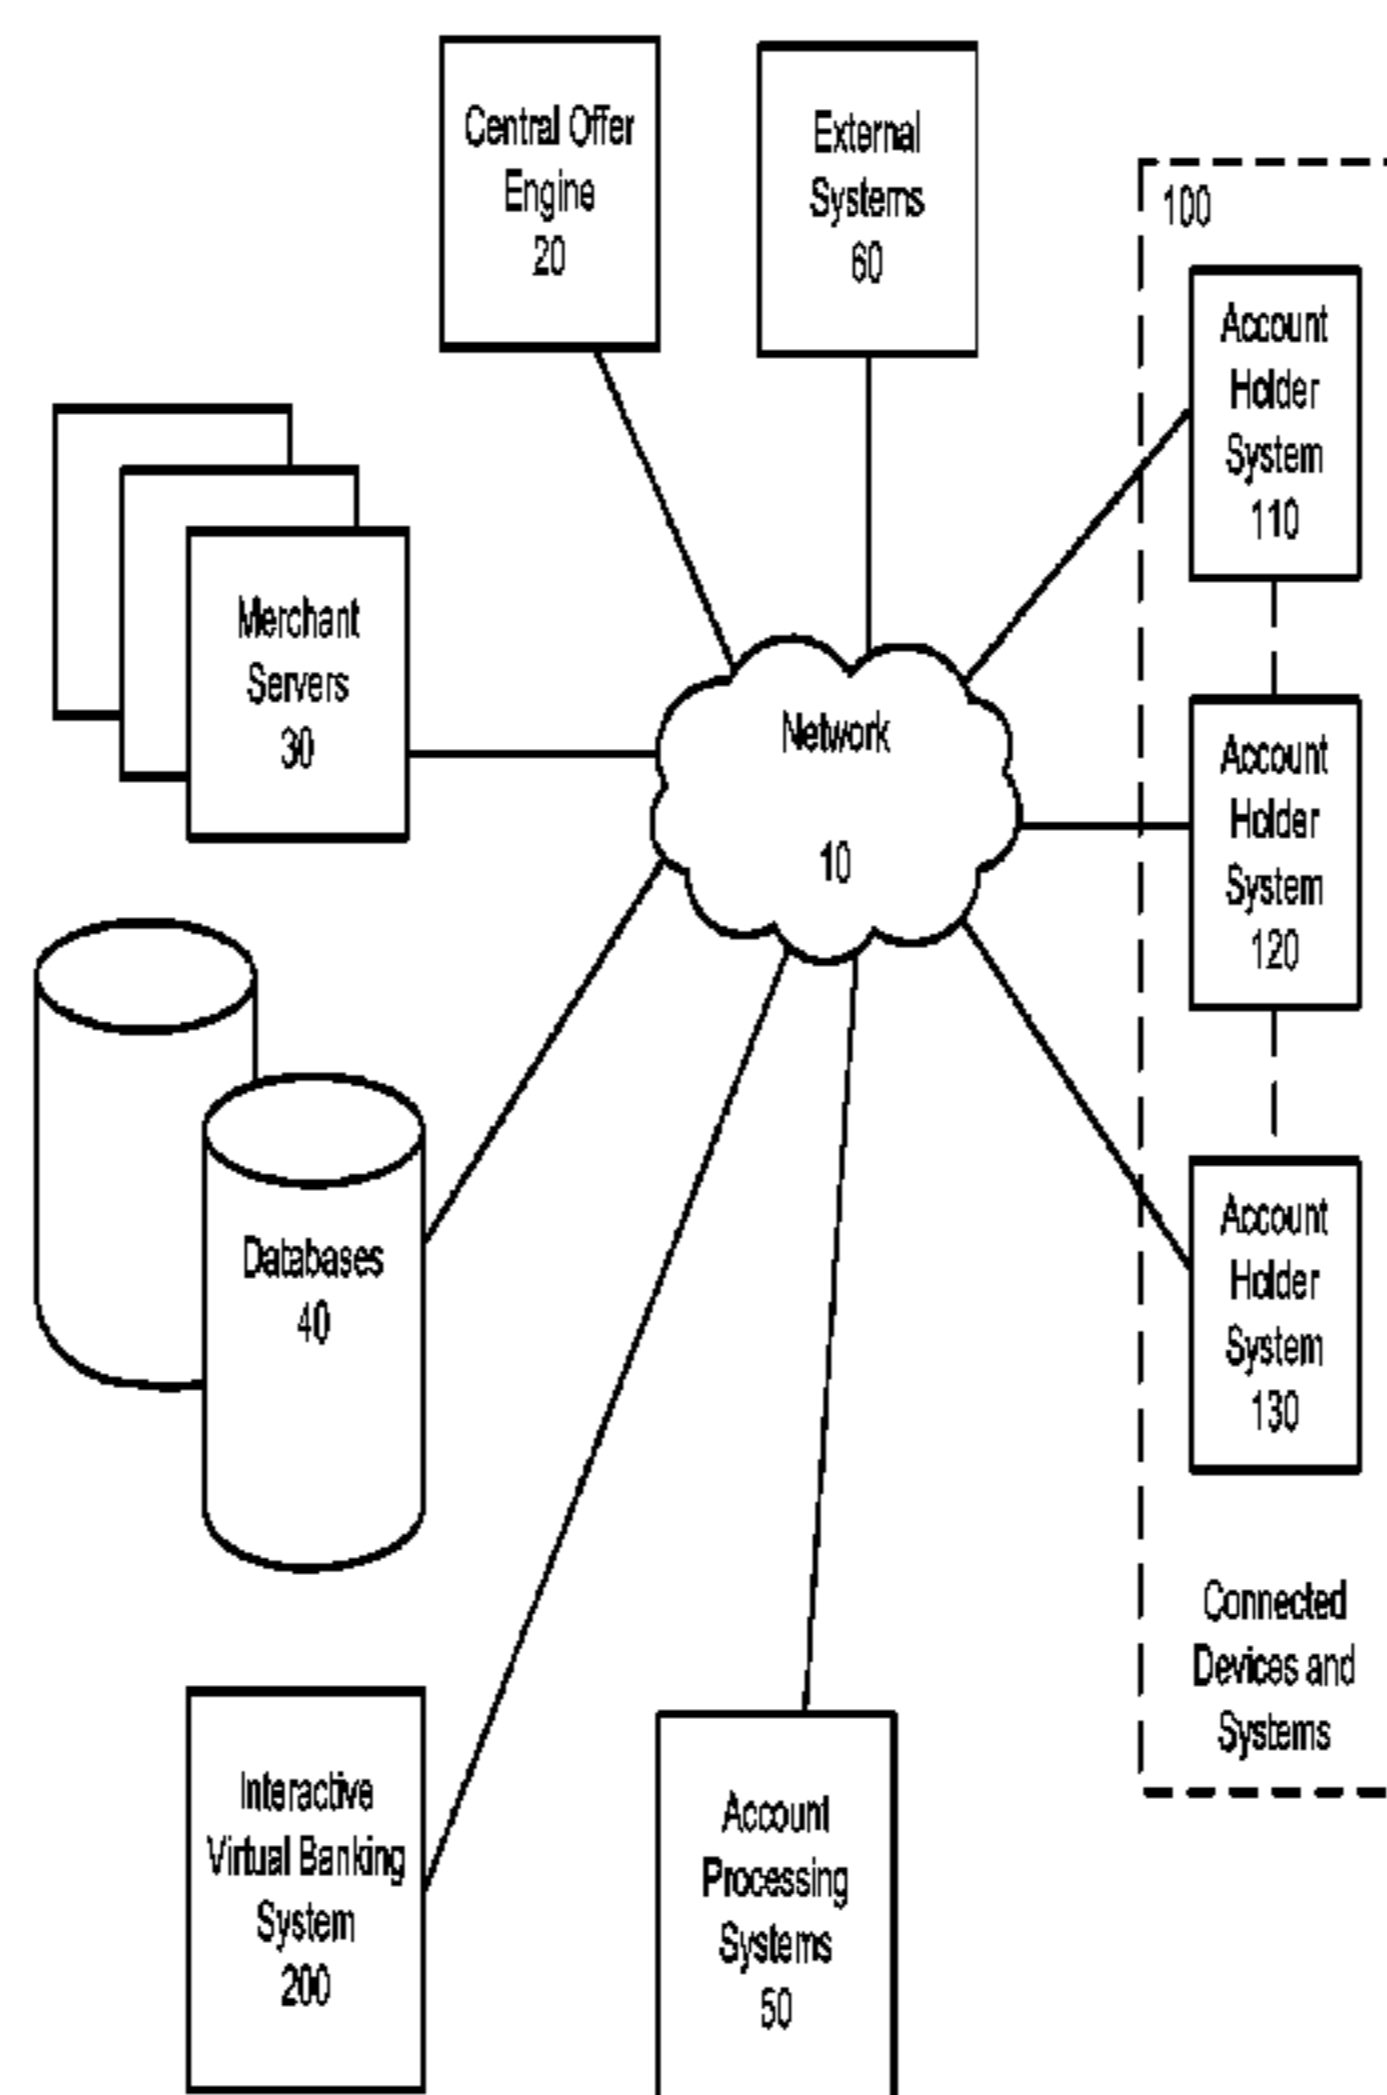 Central Offer
Engine
20
External
Systems
60
100
Account
Holder
System
110
Merchant
Servers
30
Network
10
Account
Holder
System
120
Databases
40
Account
Holder
System
130
Connected
Devices and
Systems
Interactive
Virtual Banking
System
200
Account
Processing
Systems
50